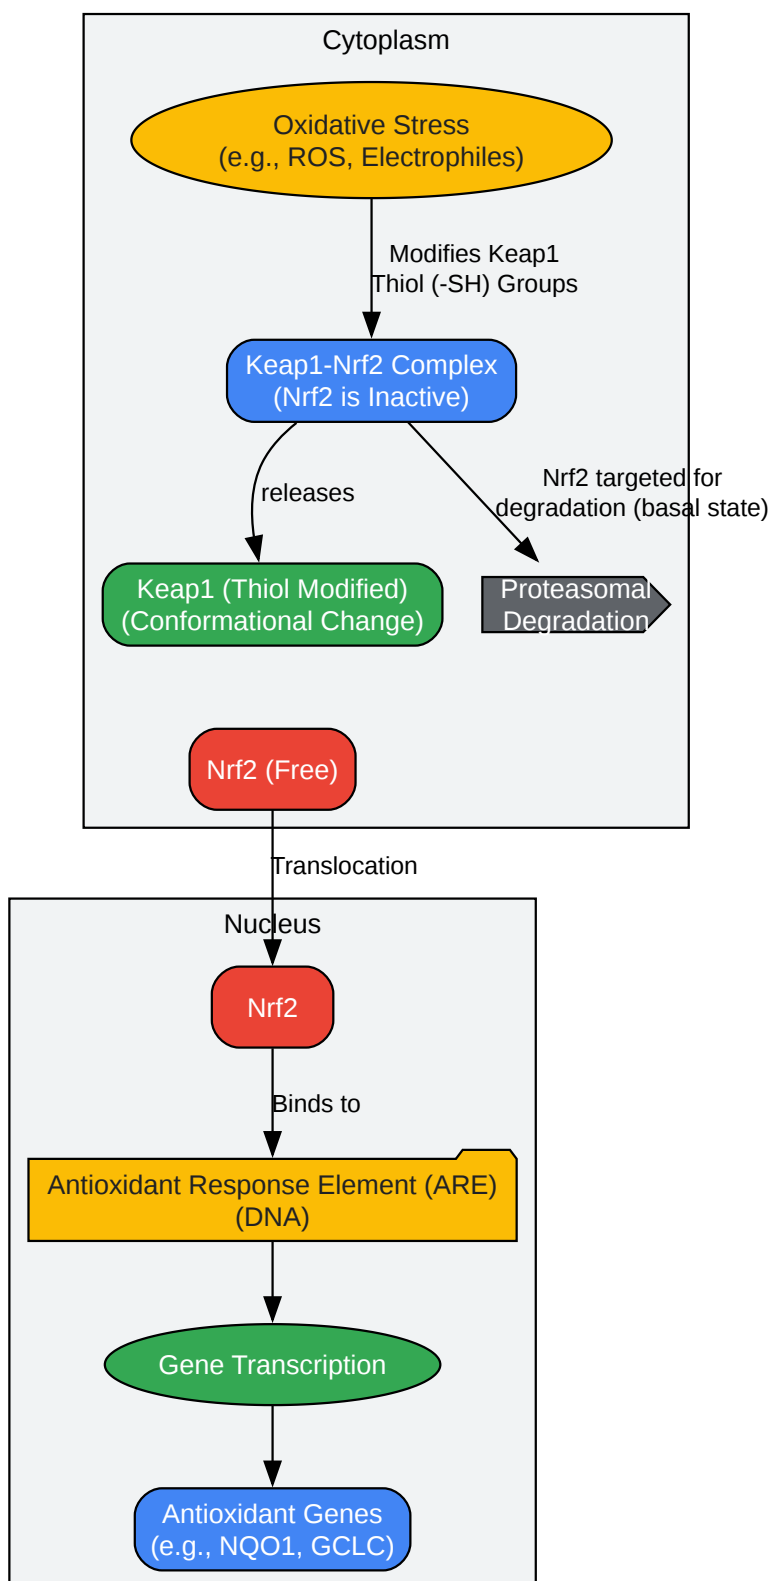 Cytoplasm
Oxidative Stress
(e.g., ROS, Electrophiles)
Modifies Keap1
Thiol (-SH) Groups
Keap1-Nrf2 Complex
(Nrf2 is Inactive)
releases
Nrf2 targeted for
degradation (basal state)
Keap1 (Thiol Modified)
(Conformational Change)
Proteasomal
Degradation
Nrf2 (Free)
Translocation
Nucleus
Nrf2
Binds to
Antioxidant Response Element (ARE)
(DNA)
Gene Transcription
Antioxidant Genes
(e.g., NQO1, GCLC)